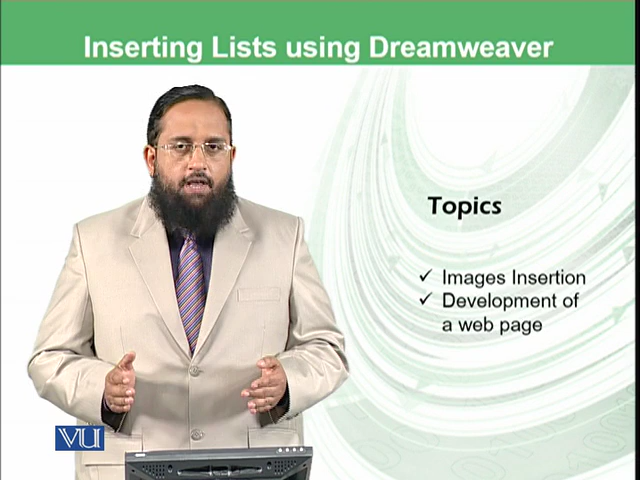 Inserting Lists using Dreamweaver
Topics
✓ Images Insertion
✓ Development of
a web page
VU